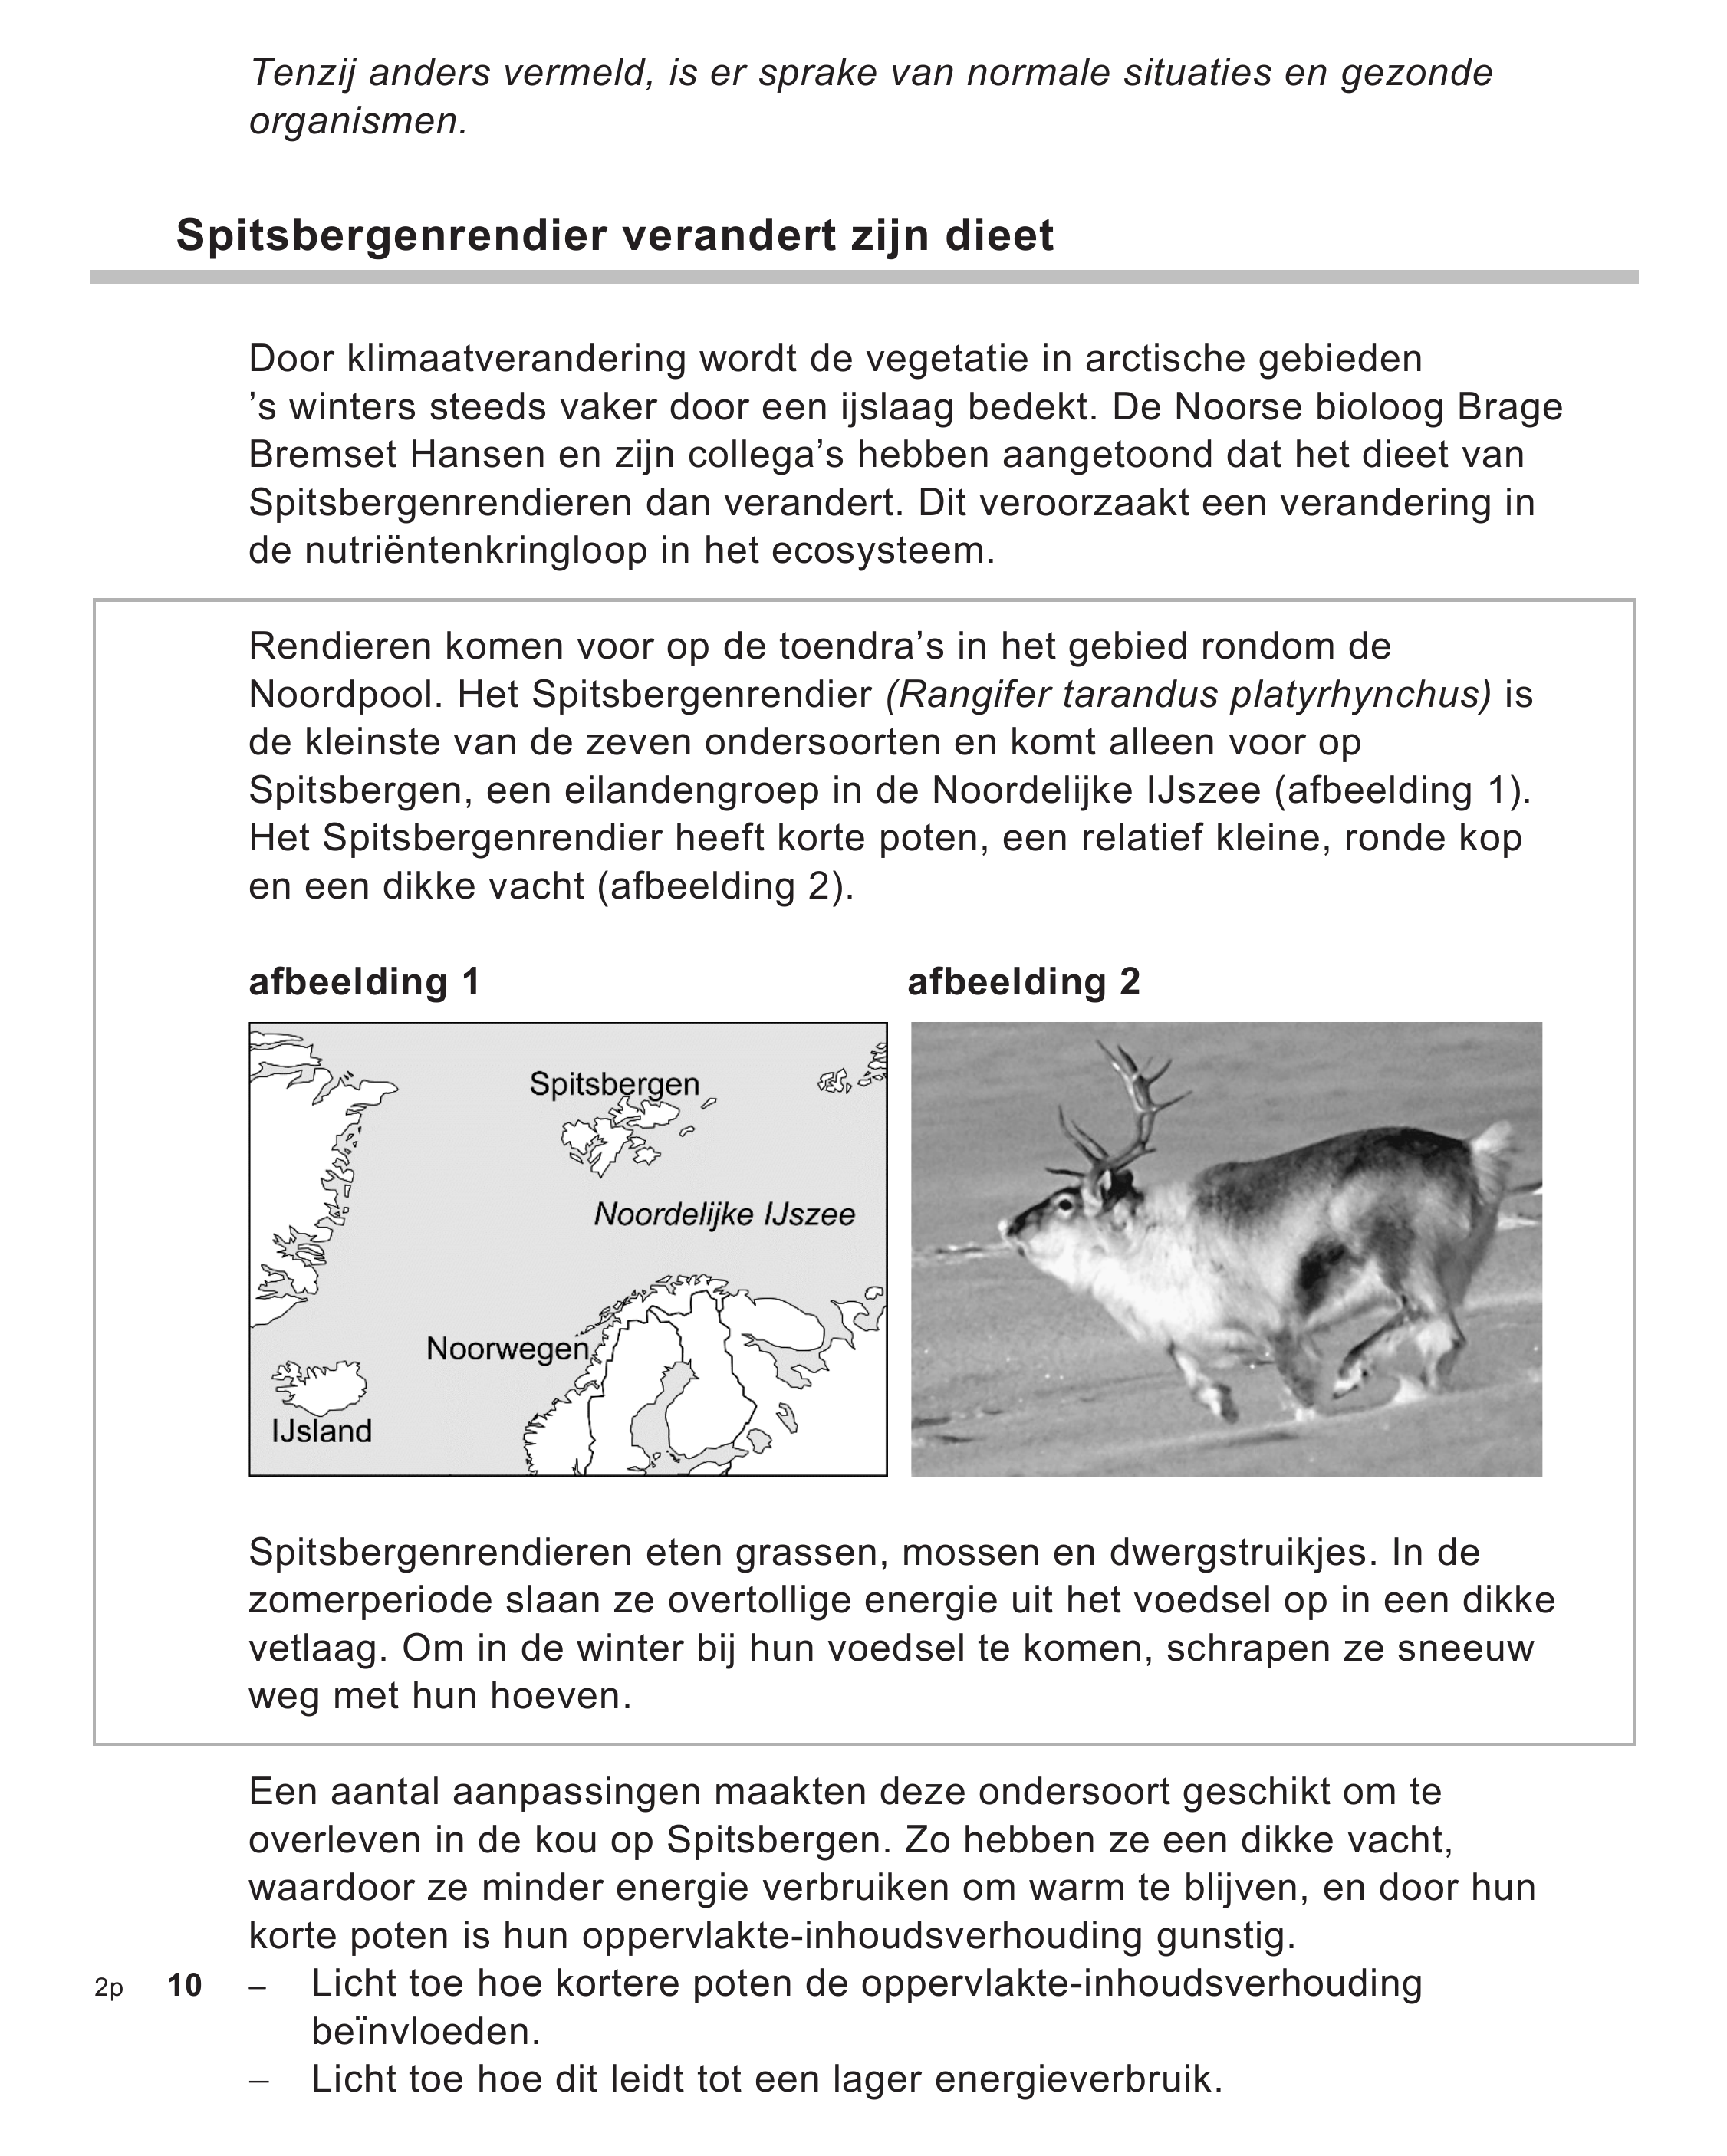 Tenzij anders vermeld, is er sprake van normale situaties en gezonde
organismen.
Spitsbergenrendier verandert zijn dieet
Door klimaatverandering wordt de vegetatie in arctische gebieden
’s winters steeds vaker door een ijslaag bedekt. De Noorse bioloog Brage
Bremset Hansen en zijn collega’s hebben aangetoond dat het dieet van
Spitsbergenrendieren dan verandert. Dit veroorzaakt een verandering in
de nutriëntenkringloop in het ecosysteem.
Rendieren komen voor op de toendra’s in het gebied rondom de
Noordpool. Het Spitsbergenrendier (Rangifer tarandus platyrhynchus) is
de kleinste van de zeven ondersoorten en komt alleen voor op
Spitsbergen, een eilandengroep in de Noordelijke IJszee (afbeelding 1).
Het Spitsbergenrendier heeft korte poten, een relatief kleine, ronde kop
en een dikke vacht (afbeelding 2).
afbeelding 1 afbeelding 2
Spitsbergen
Noordelijke IJszee
Noorwegen
IJsland
Spitsbergenrendieren eten grassen, mossen en dwergstruikjes. In de
zomerperiode slaan ze overtollige energie uit het voedsel op in een dikke
vetlaag. Om in de winter bij hun voedsel te komen, schrapen ze sneeuw
weg met hun hoeven.
Een aantal aanpassingen maakten deze ondersoort geschikt om te
overleven in de kou op Spitsbergen. Zo hebben ze een dikke vacht,
waardoor ze minder energie verbruiken om warm te blijven, en door hun
korte poten is hun oppervlakte-inhoudsverhouding gunstig.
2p 10 – Licht toe hoe kortere poten de oppervlakte-inhoudsverhouding
beïnvloeden.
– Licht toe hoe dit leidt tot een lager energieverbruik.